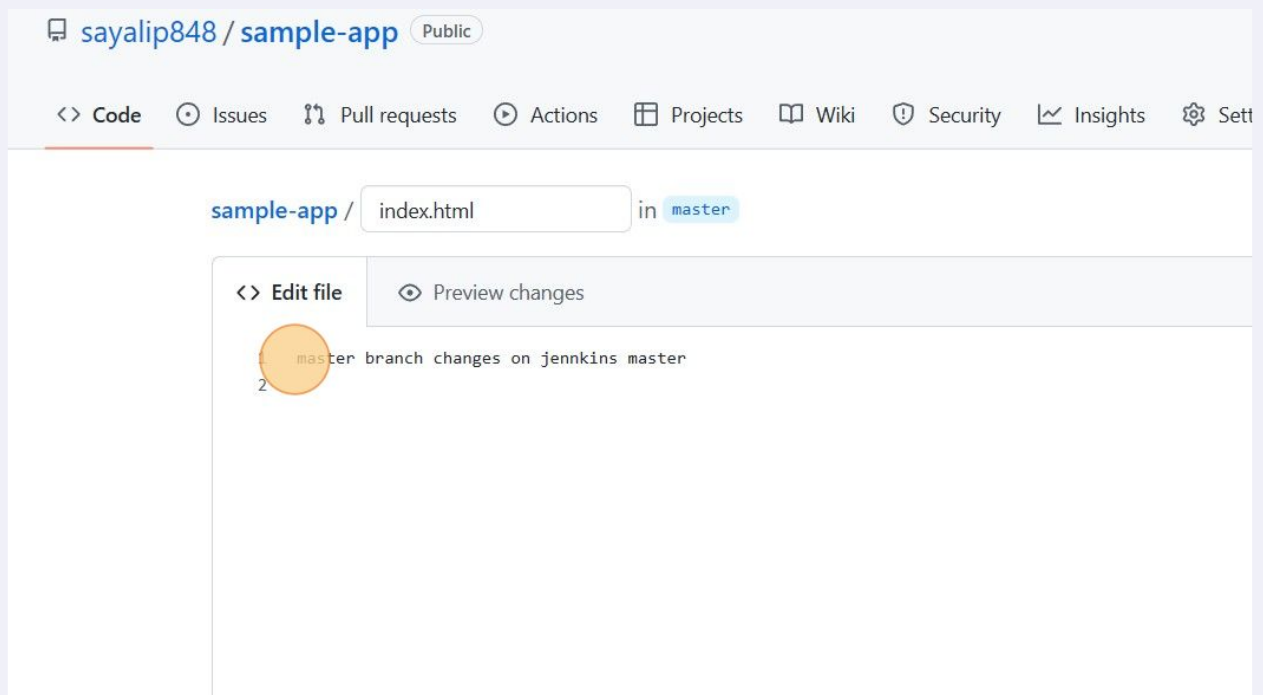 sayalip848 / sample-app Public
Code Issues Pull requests Actions Projects Wiki Security Insights Sett
sample-app / index.html in master
Edit file Preview changes
1 master branch changes on jennkins master
2